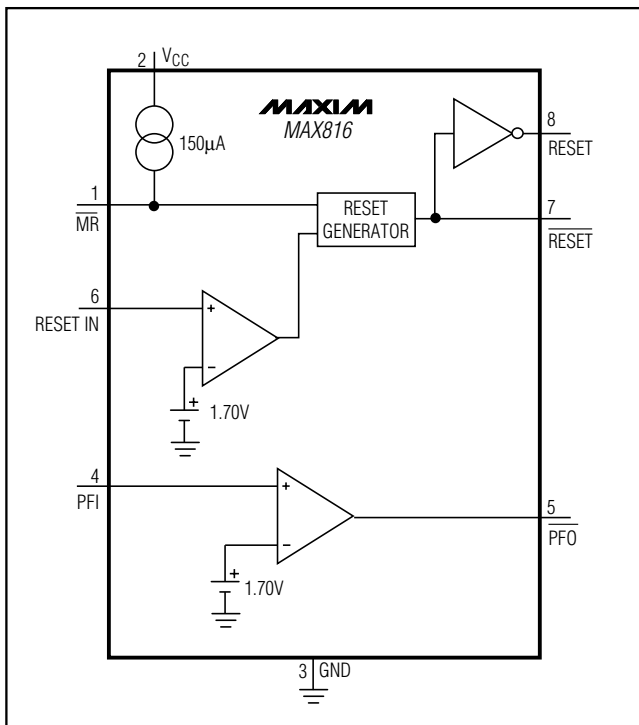 2 VCC
MAXIM
MAX816
150µA
8
RESET
1
MR
RESET
GENERATOR
7
RESET
6
RESET IN
+
−
+
1.70V
4
PFI
+
−
5
PFO
+
1.70V
3 GND